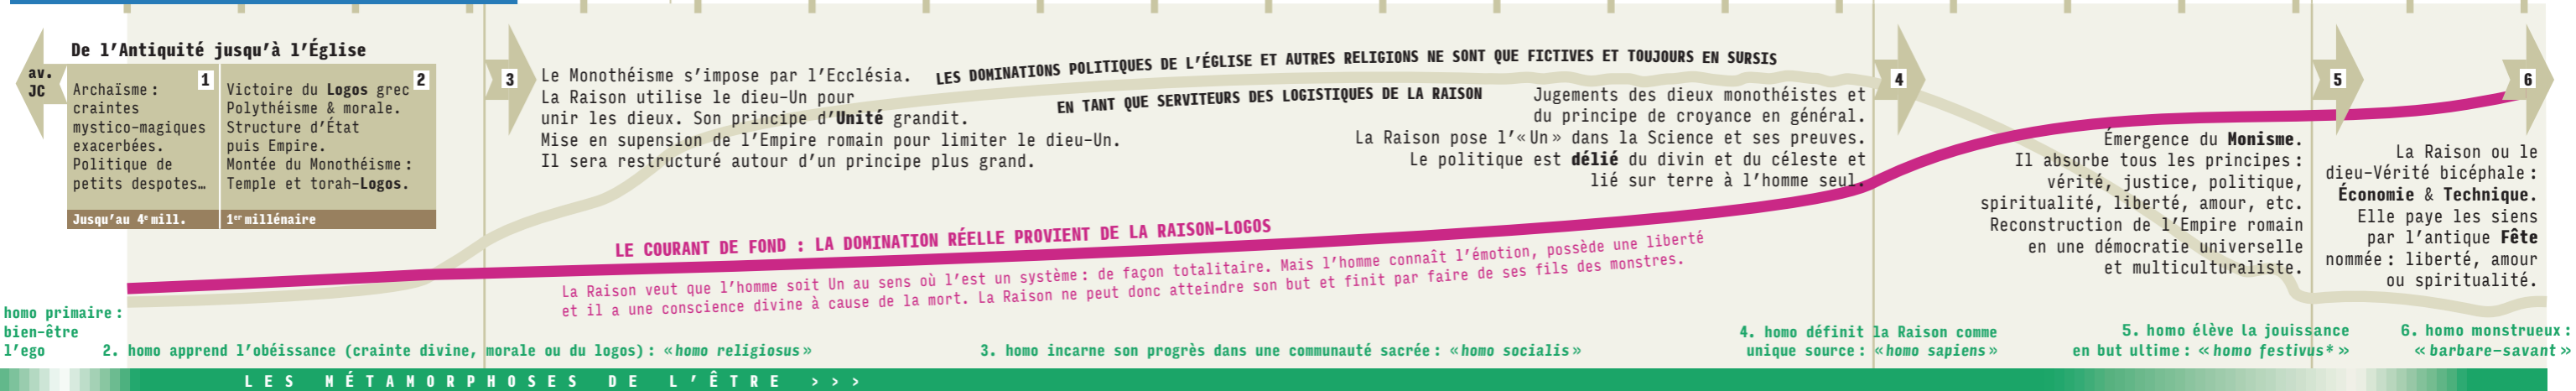 De l'Antiquité jusqu'à l'Église
av.
JC
1
Archaïsme :
craintes
mystico-magiques
exacerbées.
Politique de
petits despotes…
Jusqu'au 4e mill.
2
Victoire du Logos grec
Polythéisme & morale.
Structure d'État
puis Empire.
Montée du Monothéisme :
Temple et torah-Logos.
1er millénaire
3
Le Monothéisme s'impose par l'Ecclésia.
La Raison utilise le dieu-Un pour
unir les dieux. Son principe d'Unité grandit.
Mise en supension de l'Empire romain pour limiter le dieu-Un.
Il sera restructuré autour d'un principe plus grand.
LES DOMINATIONS POLITIQUES DE L'ÉGLISE ET AUTRES RELIGIONS NE SONT QUE FICTIVES ET TOUJOURS EN SURSIS
EN TANT QUE SERVITEURS DES LOGISTIQUES DE LA RAISON
Jugements des dieux monothéistes et
du principe de croyance en général.
La Raison pose l'« Un » dans la Science et ses preuves.
Le politique est délié du divin et du céleste et
lié sur terre à l'homme seul.
4
Émergence du Monisme.
Il absorbe tous les principes :
vérité, justice, politique,
spiritualité, liberté, amour, etc.
Reconstruction de l'Empire romain
en une démocratie universelle
et multiculturaliste.
5
La Raison ou le
dieu-Vérité bicéphale :
Économie & Technique.
Elle paye les siens
par l'antique Fête
nommée : liberté, amour
ou spiritualité.
6
LE COURANT DE FOND : LA DOMINATION RÉELLE PROVIENT DE LA RAISON-LOGOS
La Raison veut que l'homme soit Un au sens où l'est un système : de façon totalitaire. Mais l'homme connaît l'émotion, possède une liberté
et il a une conscience divine à cause de la mort. La Raison ne peut donc atteindre son but et finit par faire de ses fils des monstres.
homo primaire :
bien-être
l'ego
2. homo apprend l'obéissance (crainte divine, morale ou du logos) : « homo religiosus »
3. homo incarne son progrès dans une communauté sacrée : « homo socialis »
4. homo définit la Raison comme
unique source : « homo sapiens »
5. homo élève la jouissance
en but ultime : « homo festivus* »
6. homo monstrueux :
« barbare-savant »
LES MÉTAMORPHOSES DE L'ÊTRE > > >